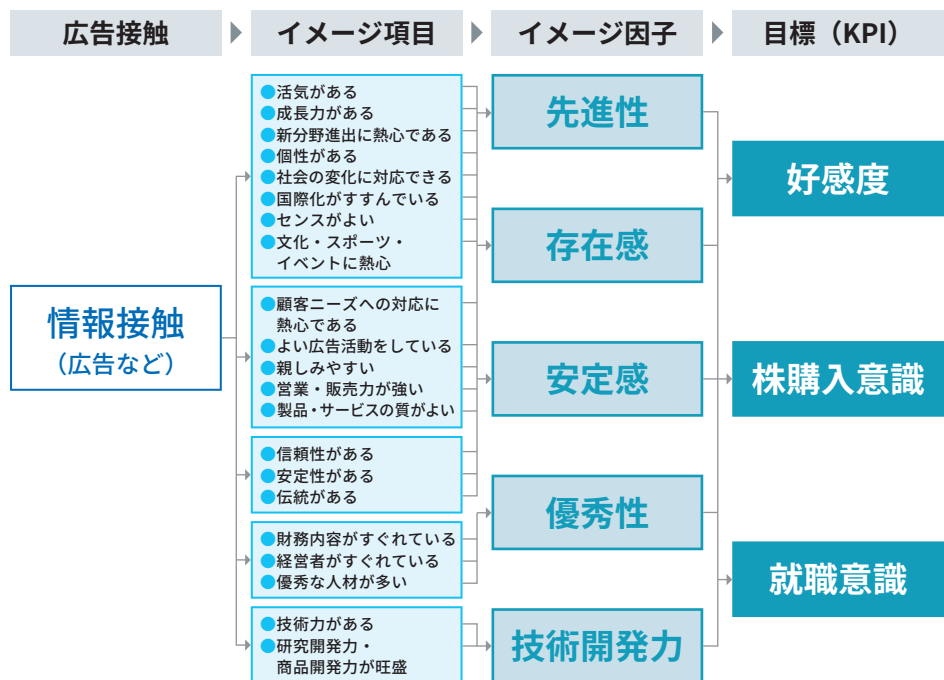 広告接触
イメージ項目
イメージ因子
目標（KPI）
情報接触
（広告など）
●活気がある
●成長力がある
●新分野進出に熱心である
●個性がある
●社会の変化に対応できる
●国際化がすすんでいる
●センスがよい
●文化・スポーツ・
イベントに熱心
●顧客ニーズへの対応に
熱心である
●よい広告活動をしている
●親しみやすい
●営業・販売力が強い
●製品・サービスの質がよい
●信頼性がある
●安定性がある
●伝統がある
●財務内容がすぐれている
●経営者がすぐれている
●優秀な人材が多い
●技術力がある
●研究開発力・
商品開発力が旺盛
先進性
存在感
安定感
優秀性
技術開発力
好感度
株購入意識
就職意識